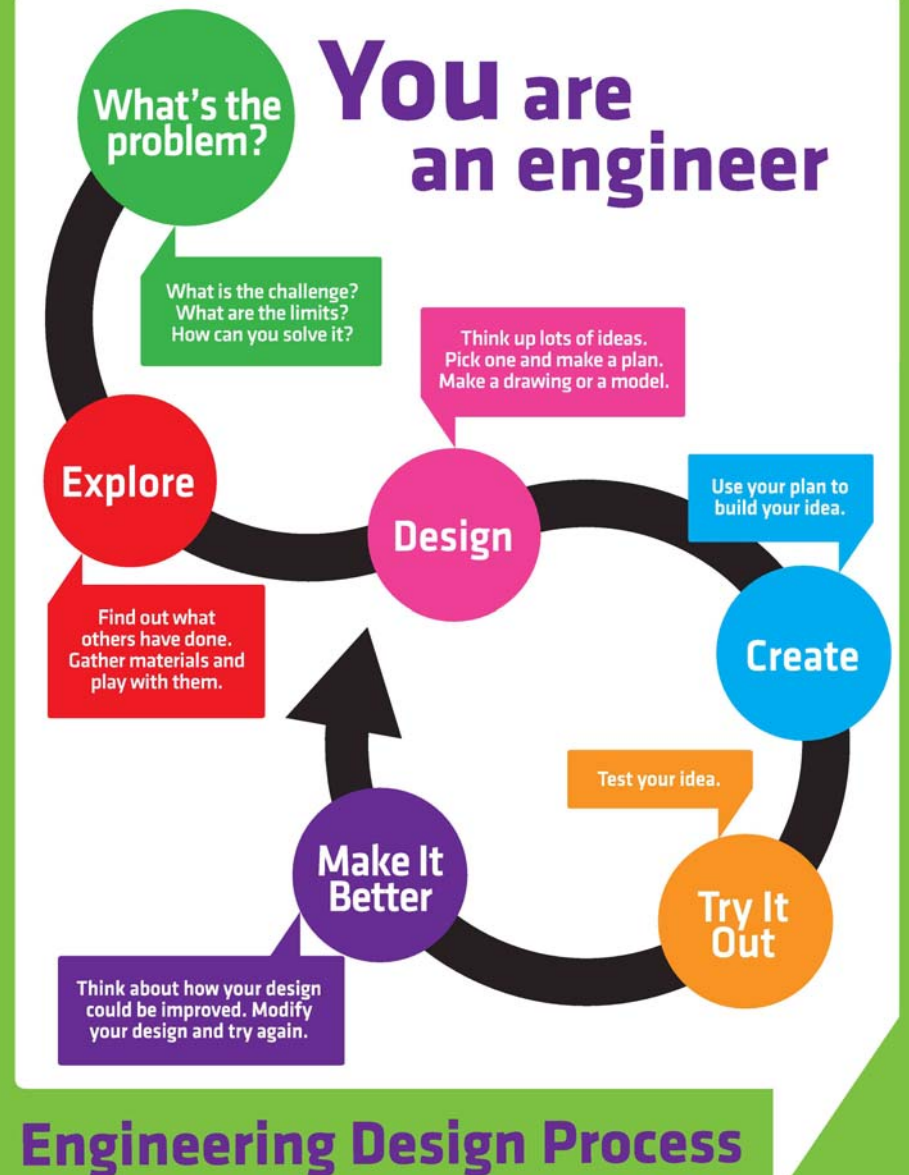 You are
an engineer
What's the
problem?
What is the challenge?
What are the limits?
How can you solve it?
Explore
Find out what
others have done.
Gather materials and
play with them.
Think up lots of ideas.
Pick one and make a plan.
Make a drawing or a model.
Design
Use your plan to
build your idea.
Create
Test your idea.
Try It
Out
Make It
Better
Think about how your design
could be improved. Modify
your design and try again.
Engineering Design Process